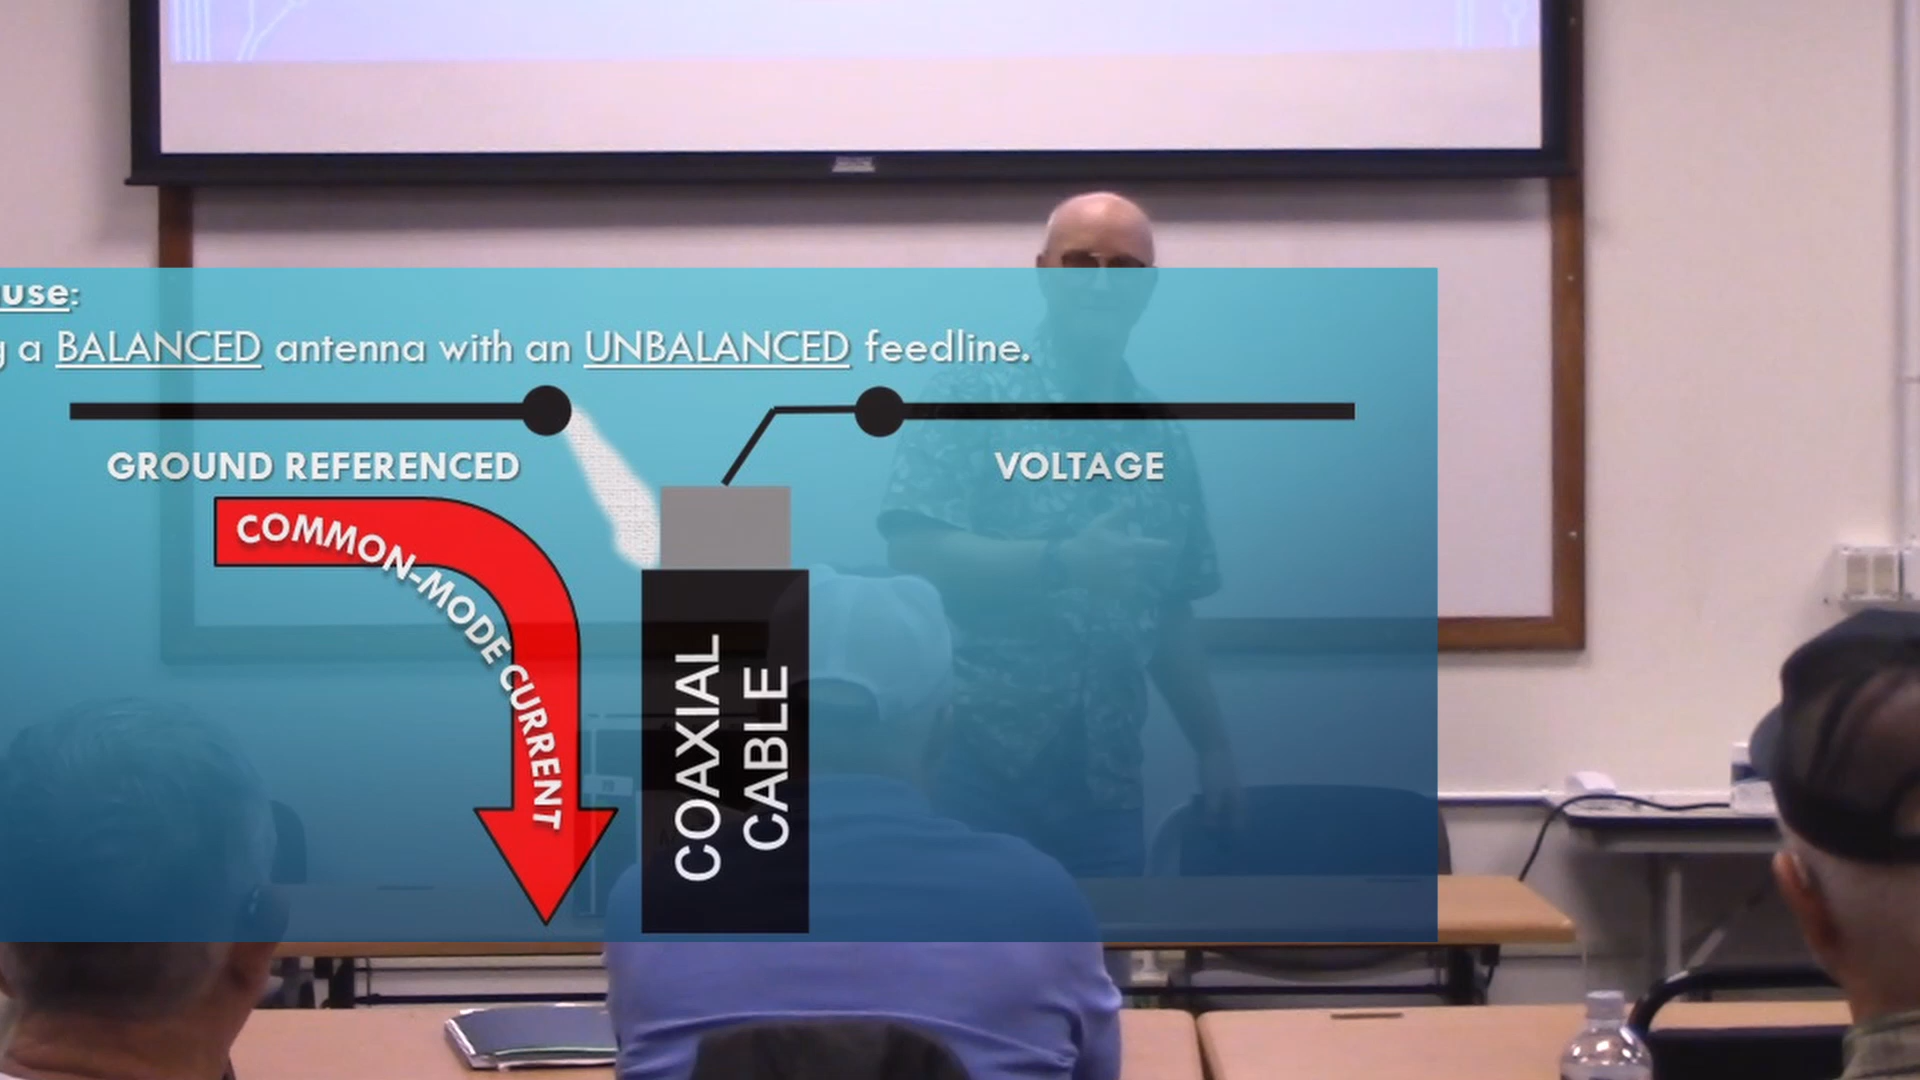 use:
g a BALANCED antenna with an UNBALANCED feedline.
GROUND REFERENCED
VOLTAGE
COMMON-MODE CURRENT
COAXIAL
CABLE